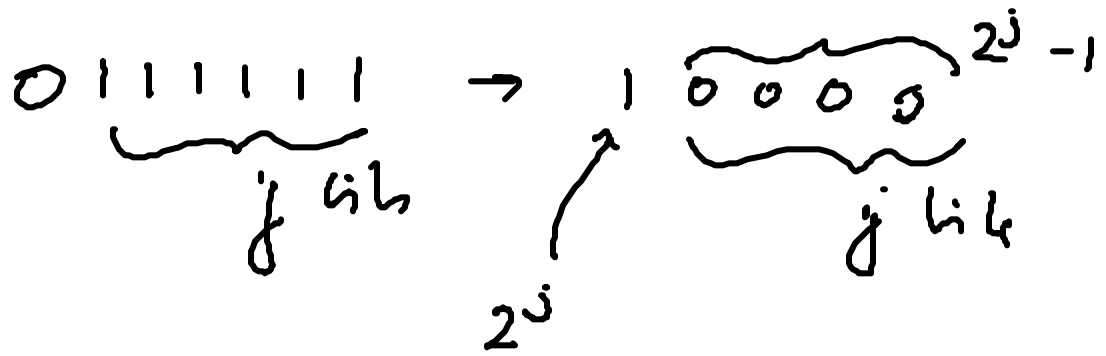 2^j - 1
0 1 1 1 1 1 1 → 1 0 0 0 0
j bits j bits
2^j